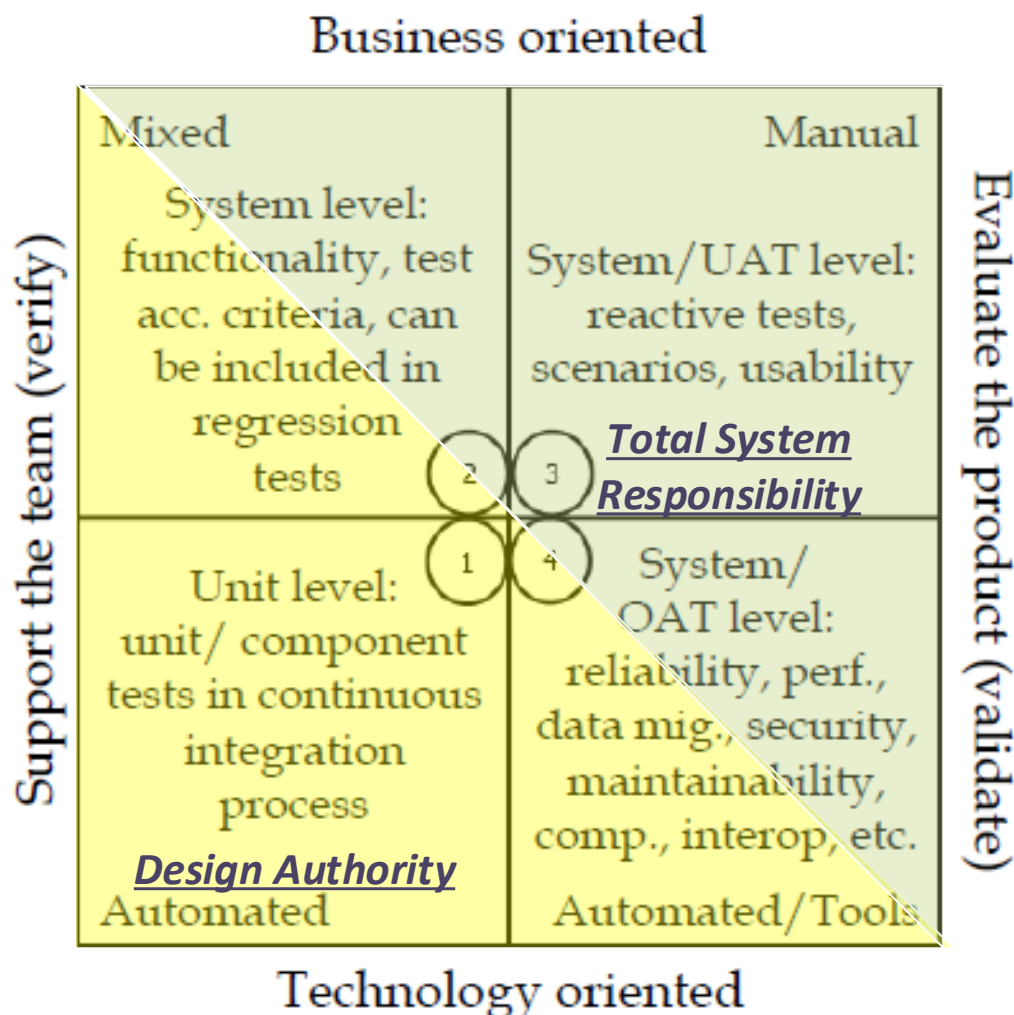 Business oriented
Support the team (verify)
Mixed
System level:
functionality, test
acc. criteria, can
be included in
regression
tests
2
Manual
System/UAT level:
reactive tests,
scenarios, usability
Total System
Responsibility
3
Evaluate the product (validate)
1
Unit level:
unit/ component
tests in continuous
integration
process
Design Authority
Automated
4
System/
OAT level:
reliability, perf.,
data mig., security,
maintainability,
comp., interop, etc.
Automated/Tools
Technology oriented